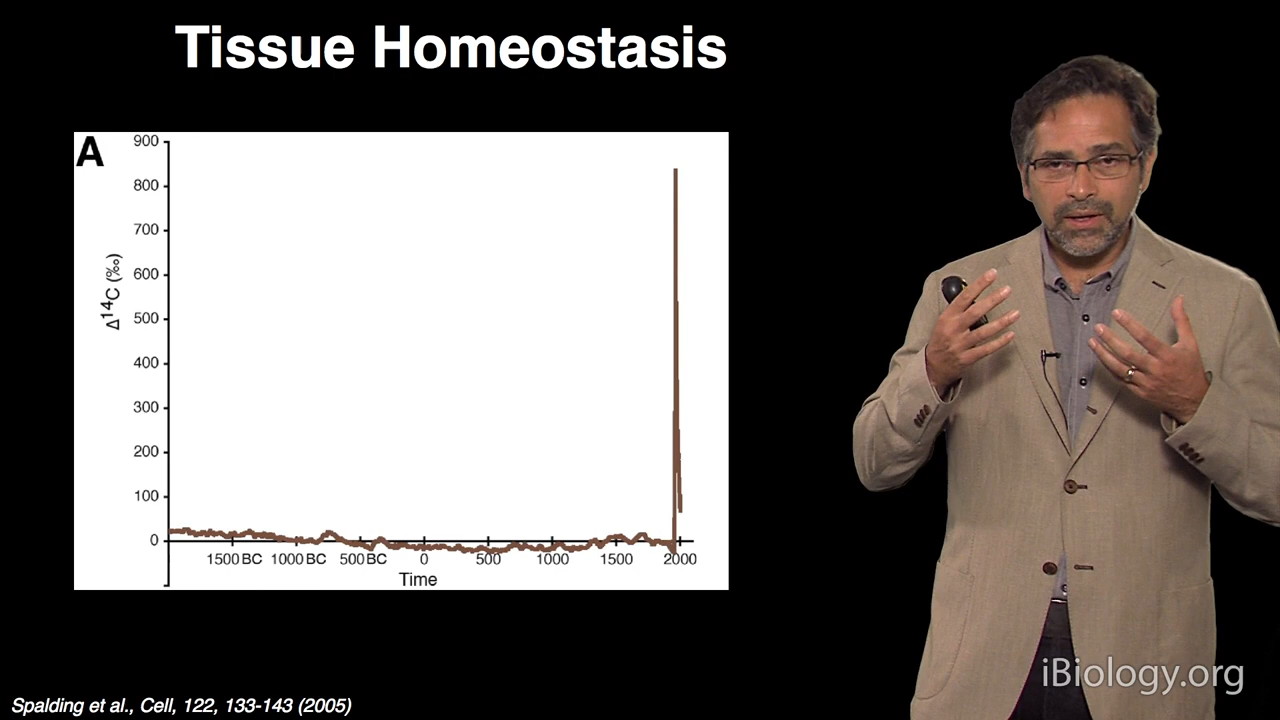 Tissue Homeostasis
A
900
800
700
600
500
400
300
200
100
0
Δ14C (‰)
1500 BC 1000 BC 500 BC 0 500 1000 1500 2000
Time
iBiology.org
Spalding et al., Cell, 122, 133-143 (2005)